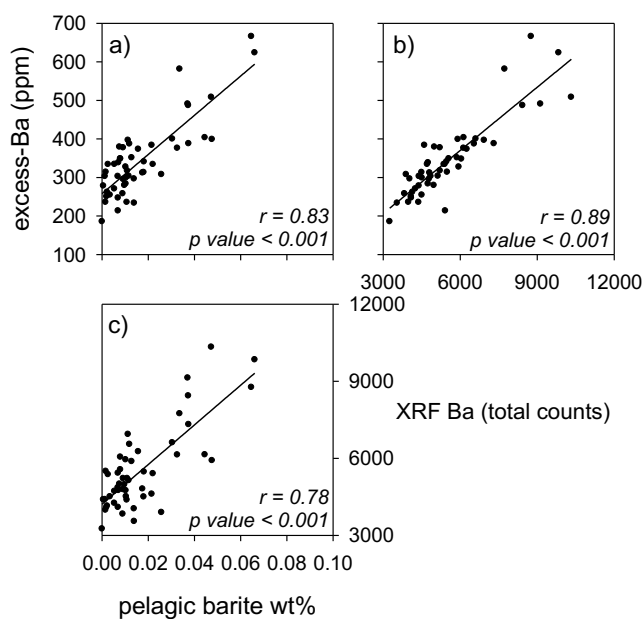 700
600
500
400
300
200
100
excess-Ba (ppm)
a)
r = 0.83
p value < 0.001
b)
r = 0.89
p value < 0.001
3000 6000 9000 12000
c)
r = 0.78
p value < 0.001
12000
9000
6000
3000
XRF Ba (total counts)
0.00 0.02 0.04 0.06 0.08 0.10
pelagic barite wt%